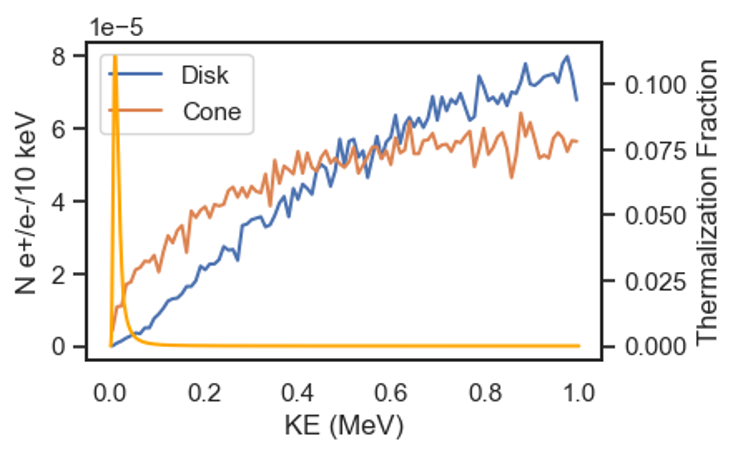 1e−5
8
6
4
2
0
N e+/e-/10 keV
Disk
Cone
0.100
0.075
0.050
0.025
0.000
Thermalization Fraction
0.0 0.2 0.4 0.6 0.8 1.0
KE (MeV)